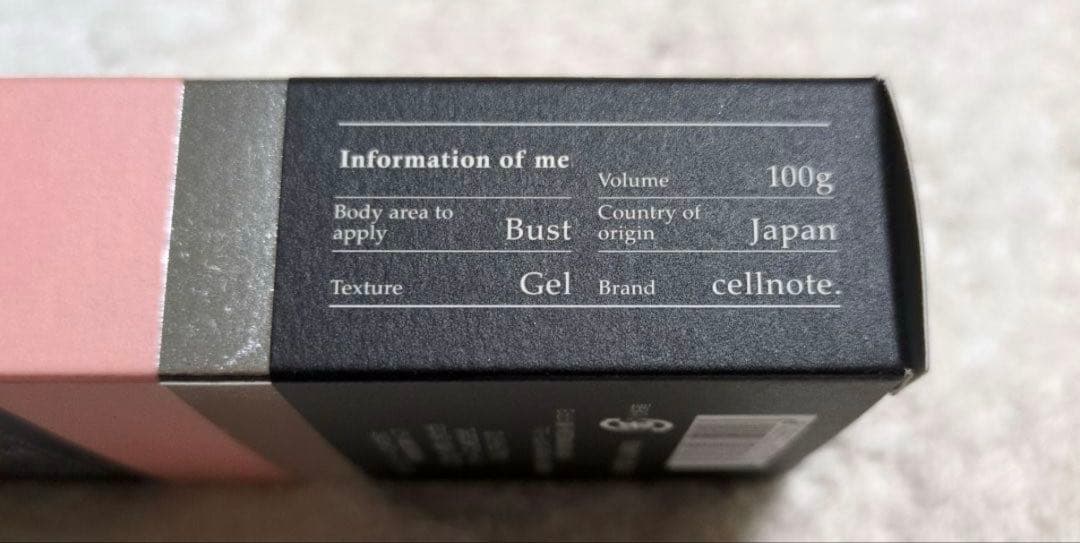 Information of me
Volume 100g
Body area to
apply Bust
Country of
origin Japan
Texture Gel
Brand cellnote.